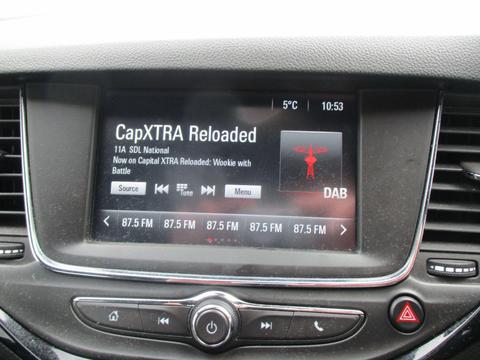 5°C 10:53
CapXTRA Reloaded
11A SDL National
Now on Capital XTRA Reloaded: Wookie with
Battle
Source Tune Menu
DAB
87.5 FM 87.5 FM 87.5 FM 87.5 FM 87.5 FM